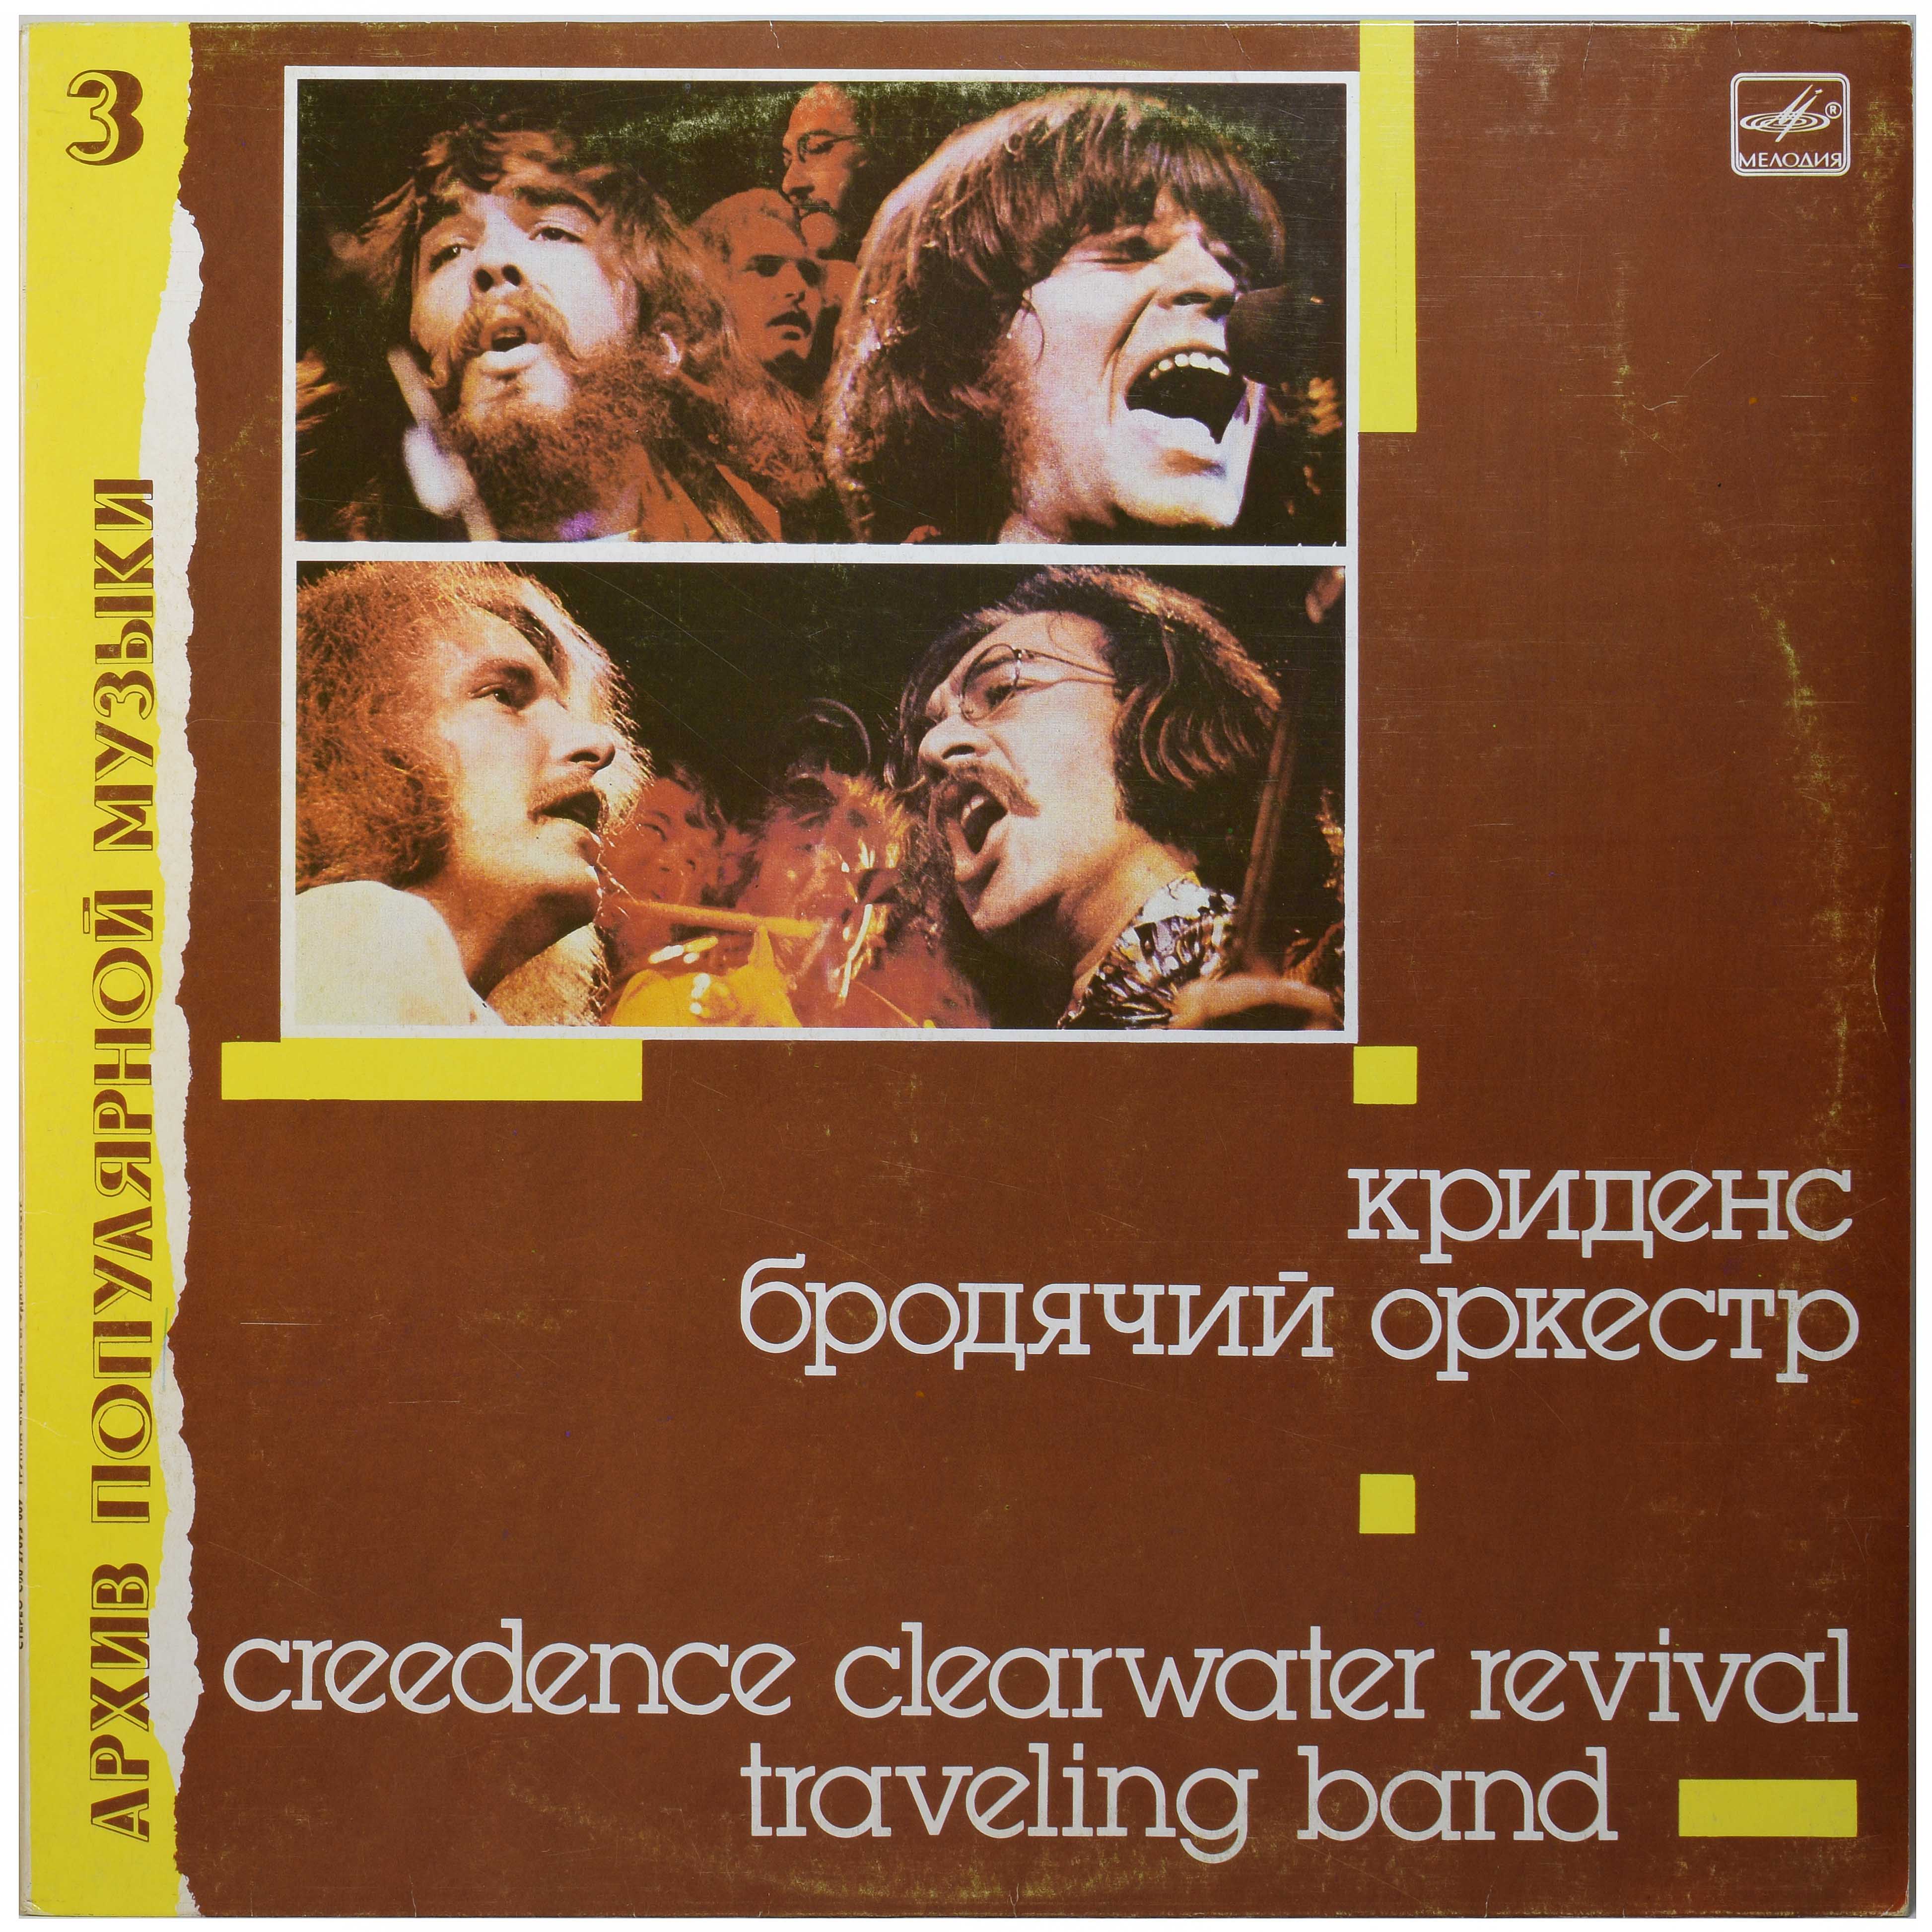 3
АРХИВ ПОПУЛЯРНОЙ МУЗЫКИ
МЕЛОДИЯ
®
криденс
бродячий оркестр
creedence clearwater revival
traveling band